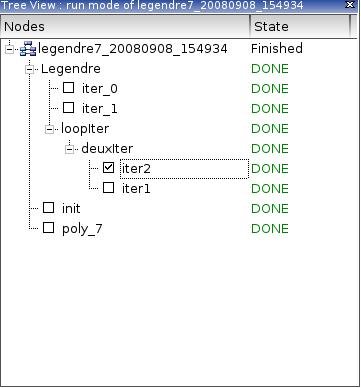 Tree View : run mode of legendre7_20080908_154934
Nodes State
legendre7_20080908_154934 Finished
Legendre DONE
iter_0 DONE
iter_1 DONE
loopIter DONE
deuxIter DONE
iter2 DONE
iter1 DONE
init DONE
poly_7 DONE